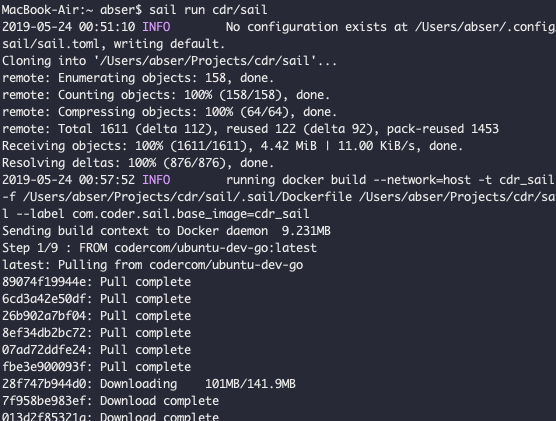 MacBook-Air:~ abser$ sail run cdr/sail
2019-05-24 00:51:10 INFO No configuration exists at /Users/abser/.config/
sail/sail.toml, writing default.
Cloning into '/Users/abser/Projects/cdr/sail'...
remote: Enumerating objects: 158, done.
remote: Counting objects: 100% (158/158), done.
remote: Compressing objects: 100% (64/64), done.
remote: Total 1611 (delta 112), reused 122 (delta 92), pack-reused 1453
Receiving objects: 100% (1611/1611), 4.42 MiB | 11.00 KiB/s, done.
Resolving deltas: 100% (876/876), done.
2019-05-24 00:57:52 INFO running docker build --network=host -t cdr_sail
-f /Users/abser/Projects/cdr/sail/.sail/Dockerfile /Users/abser/Projects/cdr/sai
l --label com.coder.sail.base_image=cdr_sail
Sending build context to Docker daemon 9.231MB
Step 1/9 : FROM codercom/ubuntu-dev-go:latest
latest: Pulling from codercom/ubuntu-dev-go
89074f19944e: Pull complete
6cd3a42e50df: Pull complete
26b902a7bf04: Pull complete
8ef34db2bc72: Pull complete
07ad72ddfe24: Pull complete
fbe3e900093f: Pull complete
28f747b944d0: Downloading 101MB/141.9MB
7f958be983ef: Download complete
013d2f85321a: Download complete